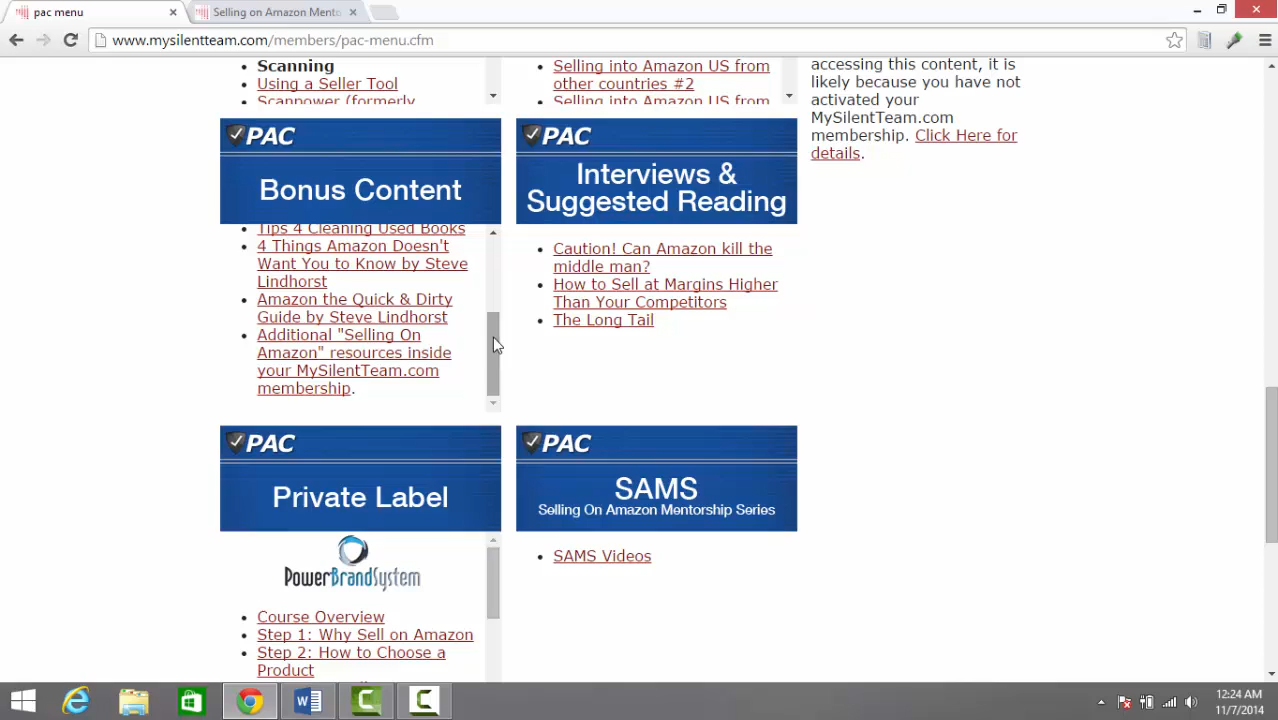 pac menu
Selling on Amazon Mento
www.mysilentteam.com/members/pac-menu.cfm
Scanning
Using a Seller Tool
Scanpower (formerly
Selling into Amazon US from
other countries #2
Selling into Amazon US from
accessing this content, it is
likely because you have not
activated your
MySilentTeam.com
membership. Click Here for
details.
PAC
Bonus Content
Tips 4 Cleaning Used Books
4 Things Amazon Doesn't
Want You to Know by Steve
Lindhorst
Amazon the Quick & Dirty
Guide by Steve Lindhorst
Additional "Selling On
Amazon" resources inside
your MySilentTeam.com
membership.
PAC
Interviews &
Suggested Reading
Caution! Can Amazon kill the
middle man?
How to Sell at Margins Higher
Than Your Competitors
The Long Tail
PAC
Private Label
PowerBrandSystem
Course Overview
Step 1: Why Sell on Amazon
Step 2: How to Choose a
Product
PAC
SAMS
Selling On Amazon Mentorship Series
SAMS Videos
12:24 AM
11/7/2014